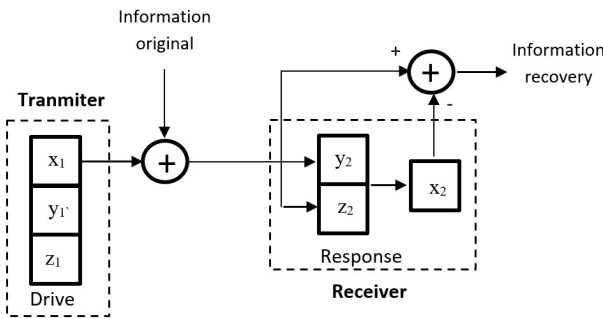 Information
original
+
Information
recovery
+
-
Tranmiter
x1
y1`
z1
Drive
+
y2
z2
x2
Response
Receiver